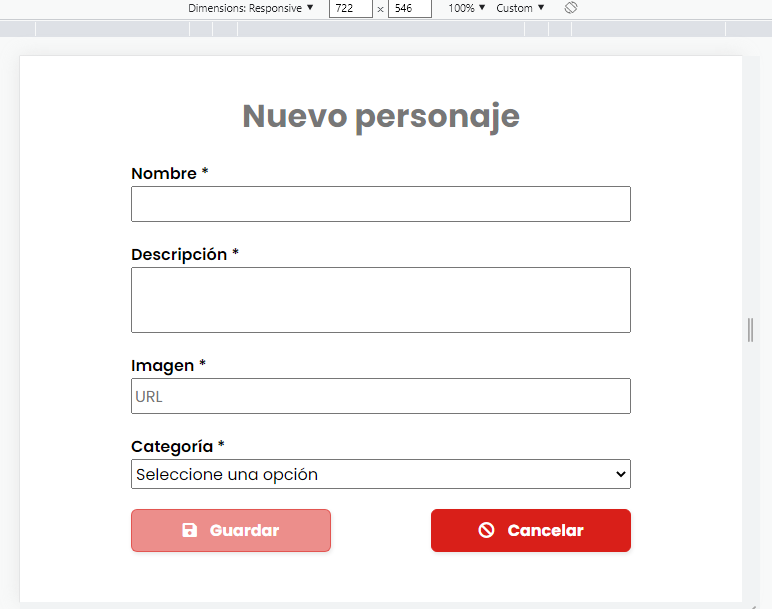 Dimensions: Responsive ▼ 722 × 546 100% ▼ Custom ▼
Nuevo personaje
Nombre *
Descripción *
Imagen *
URL
Categoría *
Seleccione una opción
Guardar Cancelar